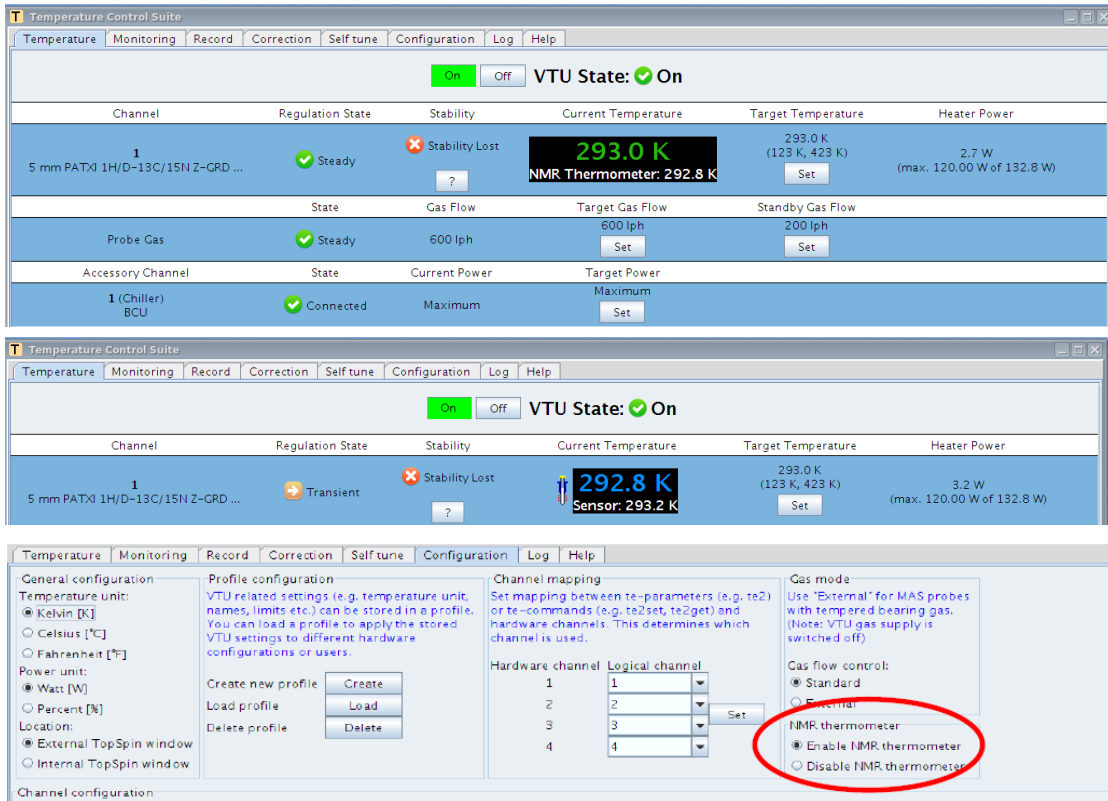 Temperature Control Suite
Temperature Monitoring Record Correction Self tune Configuration Log Help
On Off VTU State: On
Channel Regulation State Stability Current Temperature Target Temperature Heater Power
1
5 mm PATXI 1H/D-13C/15N Z-GRD ...
Steady
Stability Lost
?
293.0 K
NMR Thermometer: 292.8 K
293.0 K
(123 K, 423 K)
Set
2.7 W
(max. 120.00 W of 132.8 W)
State Gas Flow Target Gas Flow Standby Gas Flow
Probe Gas Steady 600 lph
600 lph
Set
200 lph
Set
Accessory Channel State Current Power Target Power
1 (Chiller)
BCU
Connected
Maximum
Maximum
Set
Temperature Control Suite
Temperature Monitoring Record Correction Self tune Configuration Log Help
On Off VTU State: On
Channel Regulation State Stability Current Temperature Target Temperature Heater Power
1
5 mm PATXI 1H/D-13C/15N Z-GRD ...
Transient
Stability Lost
?
292.8 K
Sensor: 293.2 K
293.0 K
(123 K, 423 K)
Set
3.2 W
(max. 120.00 W of 132.8 W)
Temperature Monitoring Record Correction Self tune Configuration Log Help
General configuration
Temperature unit:
Kelvin [K]
Celsius [°C]
Fahrenheit [°F]
Power unit:
Watt [W]
Percent [%]
Location:
External TopSpin window
Internal TopSpin window
Profile configuration
VTU related settings (e.g. temperature unit,
names, limits etc.) can be stored in a profile.
You can load a profile to apply the stored
VTU settings to different hardware
configurations or users.
Create new profile Create
Load profile Load
Delete profile Delete
Channel mapping
Set mapping between te-parameters (e.g. te2)
or te-commands (e.g. te2set, te2get) and
hardware channels. This determines which
channel is used.
Hardware channel Logical channel
1 1
2 2
3 3
4 4
Set
Gas mode
Use "External" for MAS probes
with tempered bearing gas.
(Note: VTU gas supply is
switched off)
Gas flow control:
Standard
External
NMR thermometer
Enable NMR thermometer
Disable NMR thermometer
Channel configuration